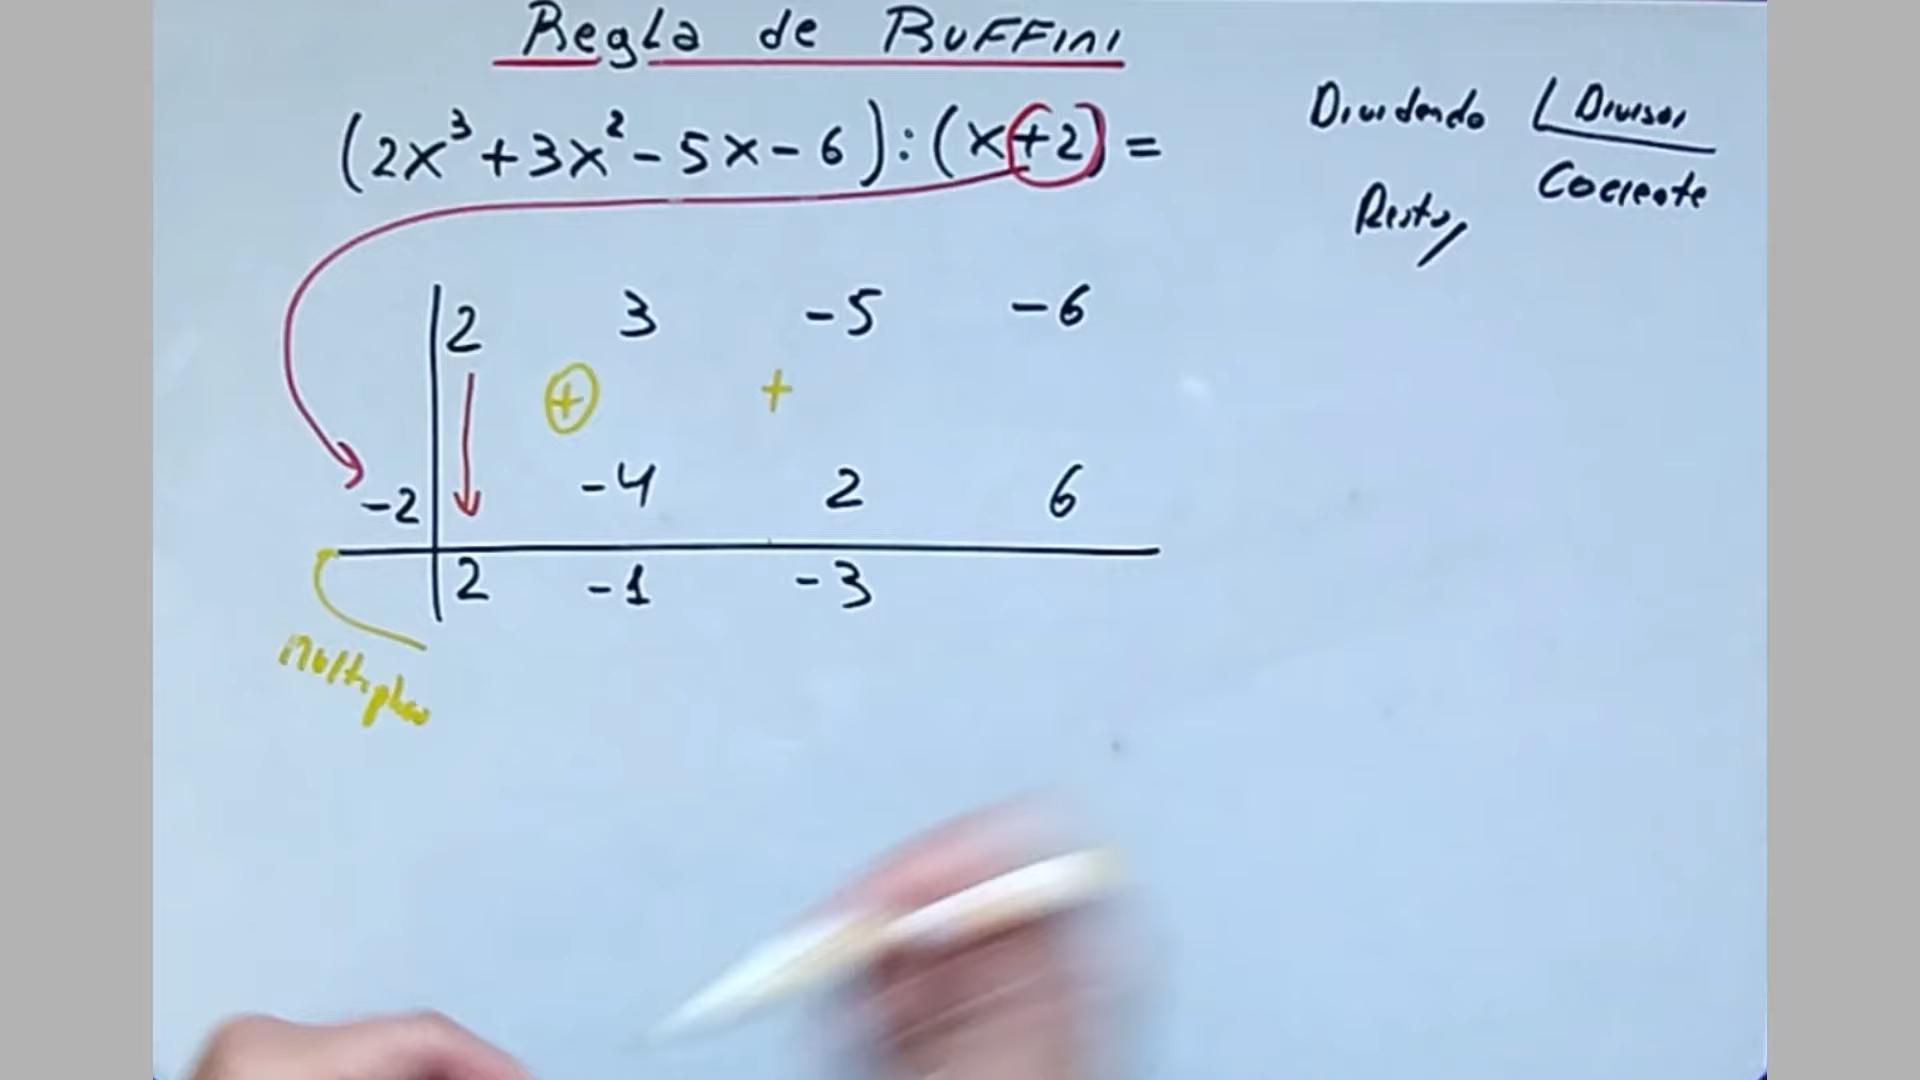 Regla de RUFFini
(2x³+3x²-5x-6):(x+2)=
Dividendo Divisor
Resto Cociente
2 3 -5 -6
+ +
-2 -4 2 6
2 -1 -3
Multiplico